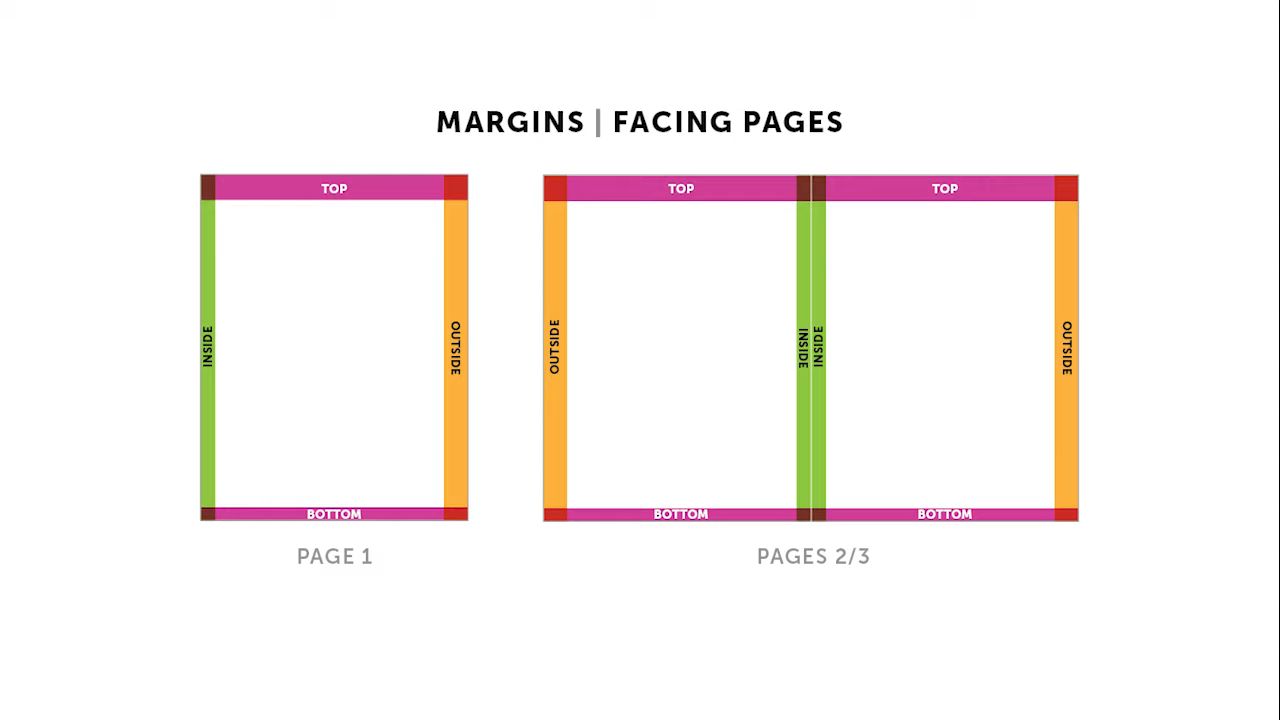 MARGINS | FACING PAGES
TOP
INSIDE
OUTSIDE
BOTTOM
PAGE 1
TOP
TOP
OUTSIDE
INSIDE
INSIDE
OUTSIDE
BOTTOM
BOTTOM
PAGES 2/3